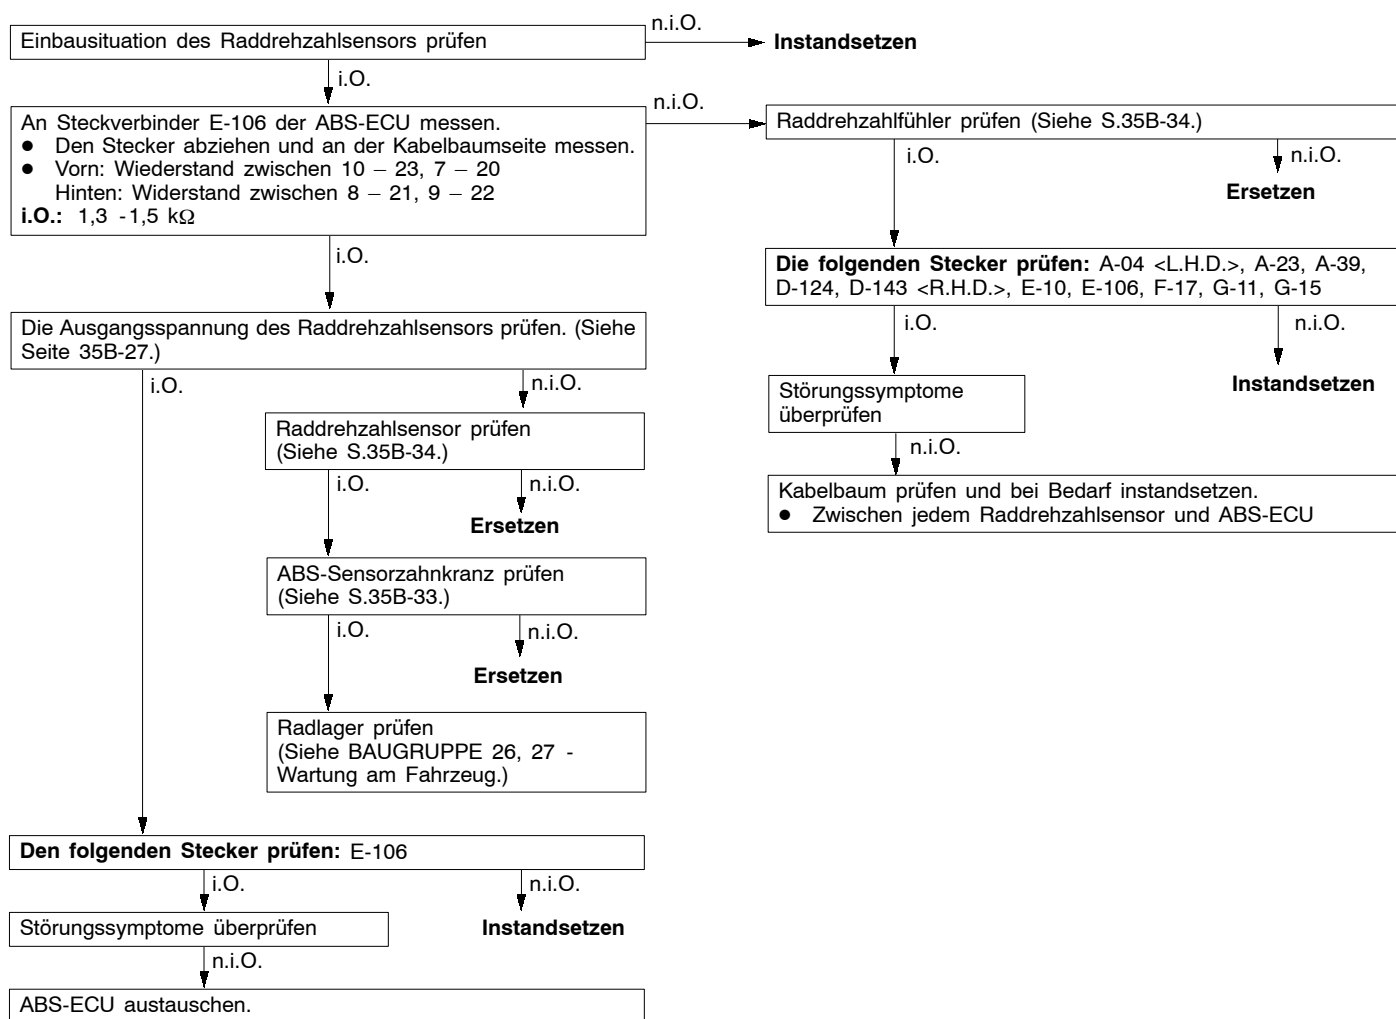 Einbausituation des Raddrehzahlsensors prüfen
n.i.O.
Instandsetzen
i.O.
An Steckverbinder E-106 der ABS-ECU messen.
● Den Stecker abziehen und an der Kabelbaumseite messen.
● Vorn: Wiederstand zwischen 10 – 23, 7 – 20
Hinten: Widerstand zwischen 8 – 21, 9 – 22
i.O.: 1,3 -1,5 kΩ
n.i.O.
Raddrehzahlfühler prüfen (Siehe S.35B-34.)
i.O.
n.i.O.
Ersetzen
Die folgenden Stecker prüfen: A-04 <L.H.D.>, A-23, A-39,
D-124, D-143 <R.H.D.>, E-10, E-106, F-17, G-11, G-15
i.O.
n.i.O.
Instandsetzen
Störungssymptome
überprüfen
n.i.O.
Kabelbaum prüfen und bei Bedarf instandsetzen.
● Zwischen jedem Raddrehzahlsensor und ABS-ECU
i.O.
Die Ausgangsspannung des Raddrehzahlsensors prüfen. (Siehe
Seite 35B-27.)
i.O.
n.i.O.
Raddrehzahlsensor prüfen
(Siehe S.35B-34.)
i.O.
n.i.O.
Ersetzen
ABS-Sensorzahnkranz prüfen
(Siehe S.35B-33.)
i.O.
n.i.O.
Ersetzen
Radlager prüfen
(Siehe BAUGRUPPE 26, 27 -
Wartung am Fahrzeug.)
Den folgenden Stecker prüfen: E-106
i.O.
n.i.O.
Störungssymptome überprüfen
Instandsetzen
n.i.O.
ABS-ECU austauschen.